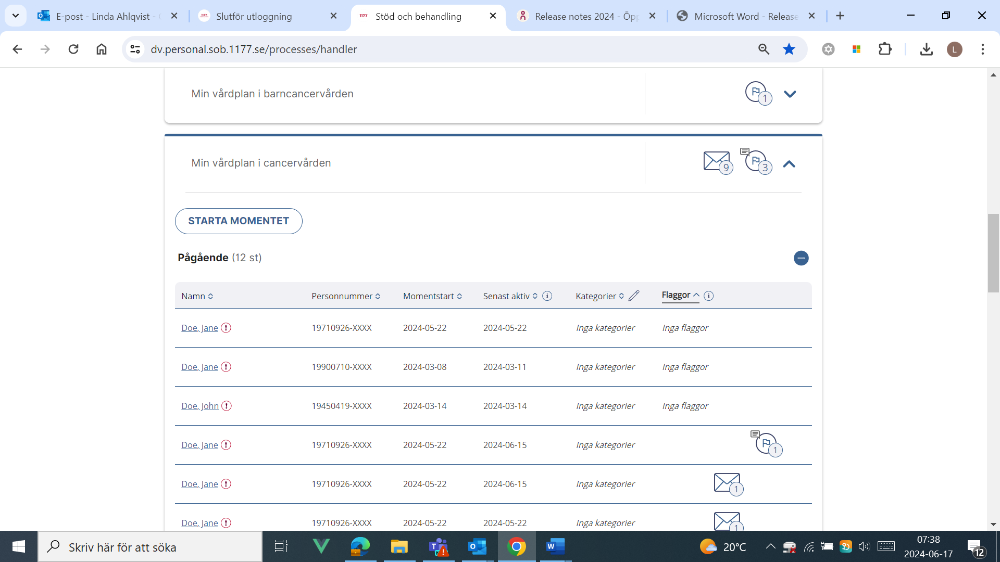 E-post - Linda Ahlqvist -
Slutför utloggning
1177 Stöd och behandling
Release notes 2024 - Öpp
Microsoft Word - Release
dv.personal.sob.1177.se/processes/handler
L
Min vårdplan i barncancervården
1
Min vårdplan i cancervården
9
3
STARTA MOMENTET
Pågående (12 st)
Namn Personnummer Momentstart Senast aktiv Kategorier Flaggor
Doe, Jane 19710926-XXXX 2024-05-22 2024-05-22 Inga kategorier Inga flaggor
Doe, Jane 19900710-XXXX 2024-03-08 2024-03-11 Inga kategorier Inga flaggor
Doe, John 19450419-XXXX 2024-03-14 2024-03-14 Inga kategorier Inga flaggor
Doe, Jane 19710926-XXXX 2024-05-22 2024-06-15 Inga kategorier 1
Doe, Jane 19710926-XXXX 2024-05-22 2024-06-15 Inga kategorier 1
Doe, Jane 19710926-XXXX 2024-05-22 2024-05-22 Inga kategorier 1
Skriv här för att söka
20°C
07:38
2024-06-17
12